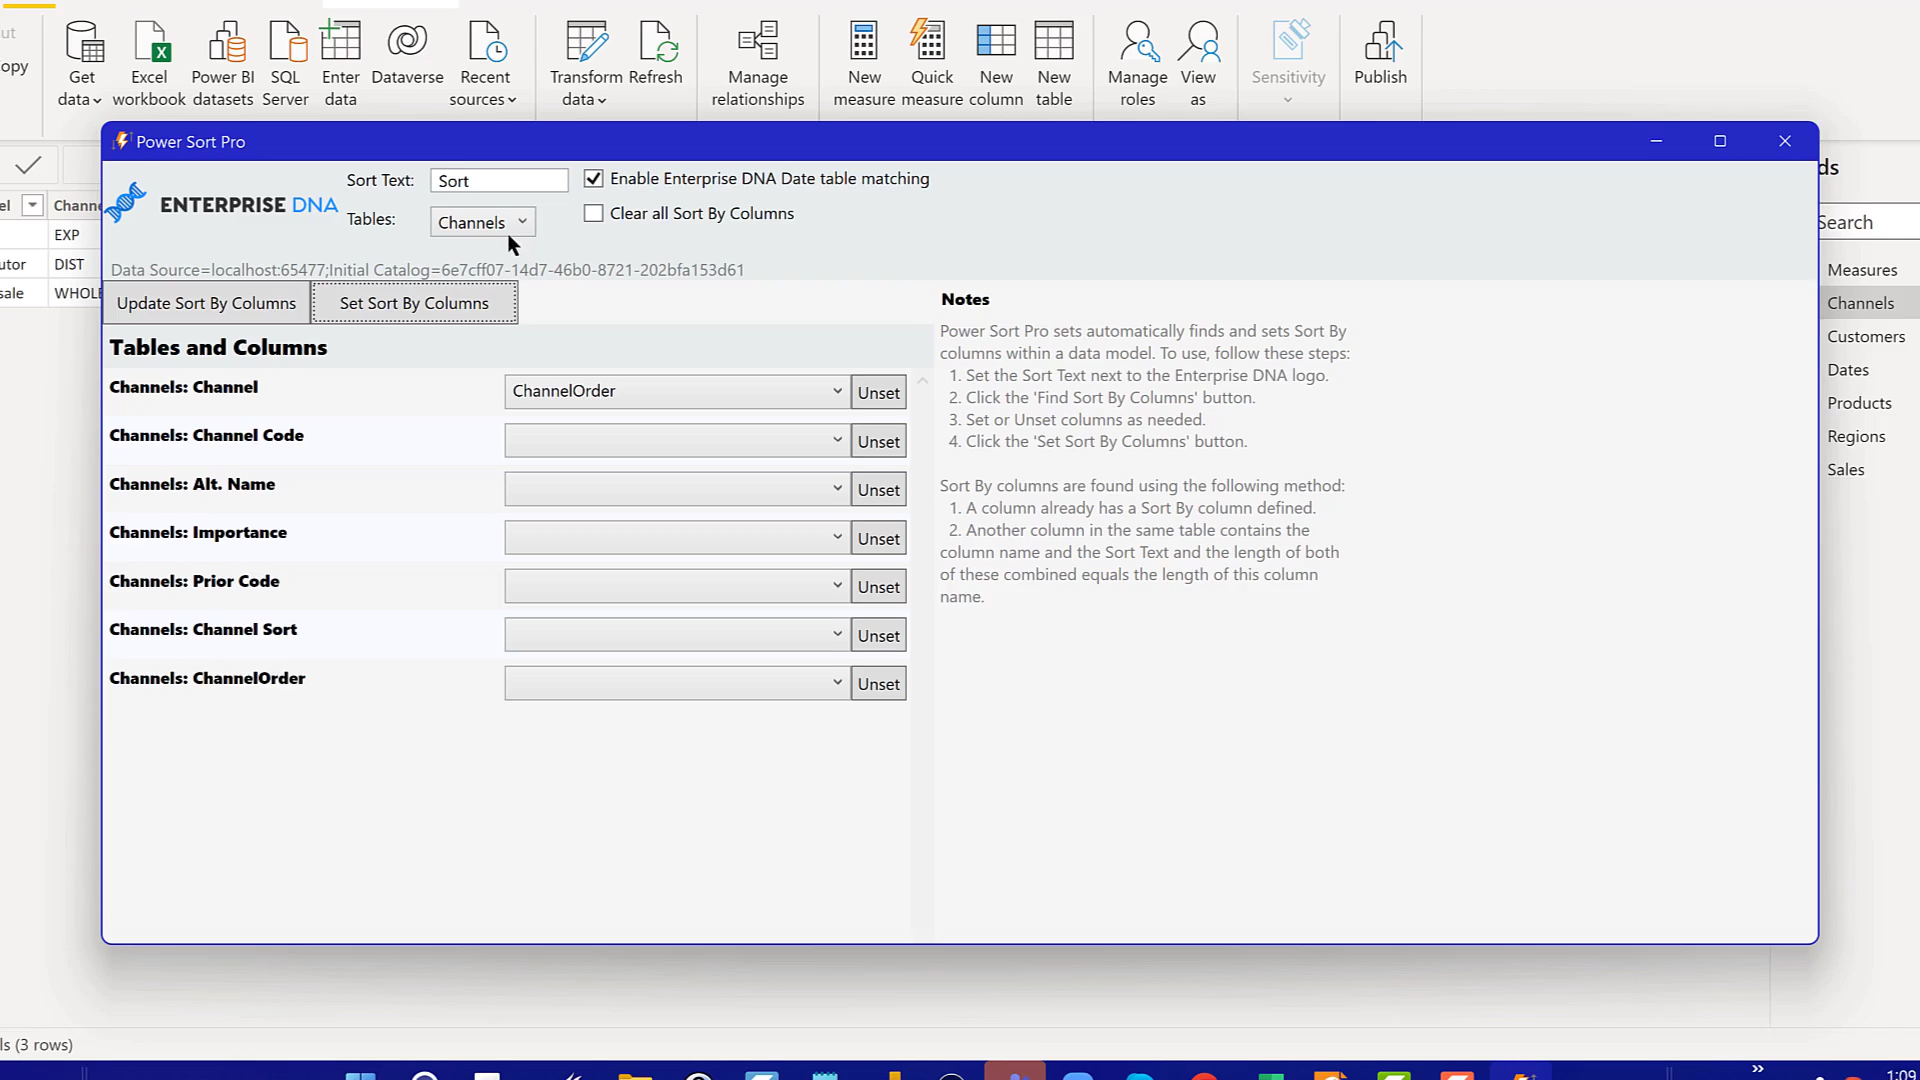 ut
opy
Get data
Excel workbook
Power BI datasets
SQL Server
Enter data
Dataverse
Recent sources
Transform data
Refresh
Manage relationships
New measure
Quick measure
New column
New table
Manage roles
View as
Sensitivity
Publish
Power Sort Pro
ENTERPRISE DNA
Sort Text:
Sort
Enable Enterprise DNA Date table matching
Tables:
Channels
Clear all Sort By Columns
Data Source=localhost:65477;Initial Catalog=6e7cff07-14d7-46b0-8721-202bfa153d61
Update Sort By Columns
Set Sort By Columns
Tables and Columns
Channels: Channel
ChannelOrder
Unset
Channels: Channel Code
Unset
Channels: Alt. Name
Unset
Channels: Importance
Unset
Channels: Prior Code
Unset
Channels: Channel Sort
Unset
Channels: ChannelOrder
Unset
Notes
Power Sort Pro sets automatically finds and sets Sort By
columns within a data model. To use, follow these steps:
1. Set the Sort Text next to the Enterprise DNA logo.
2. Click the 'Find Sort By Columns' button.
3. Set or Unset columns as needed.
4. Click the 'Set Sort By Columns' button.
Sort By columns are found using the following method:
1. A column already has a Sort By column defined.
2. Another column in the same table contains the
column name and the Sort Text and the length of both
of these combined equals the length of this column
name.
el
Channe
EXP
utor
DIST
sale
WHOLE
ds
Search
Measures
Channels
Customers
Dates
Products
Regions
Sales
ls (3 rows)
1:09